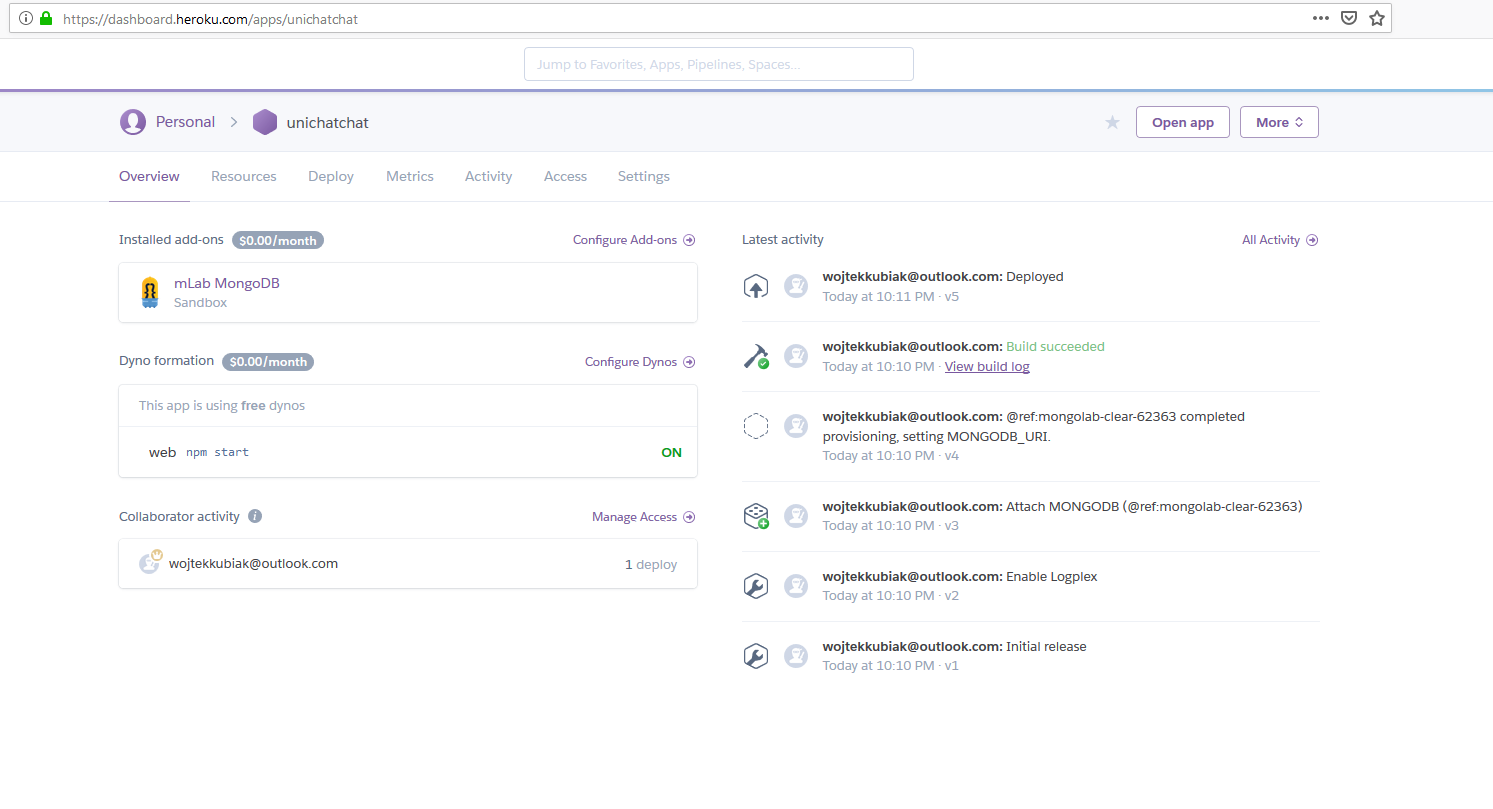 https://dashboard.heroku.com/apps/unichatchat
Jump to Favorites, Apps, Pipelines, Spaces...
Personal > unichatchat
Open app
More
Overview Resources Deploy Metrics Activity Access Settings
Installed add-ons $0.00/month
Configure Add-ons
mLab MongoDB
Sandbox
Dyno formation $0.00/month
Configure Dynos
This app is using free dynos
web npm start ON
Collaborator activity i
Manage Access
wojtekkubiak@outlook.com 1 deploy
Latest activity
All Activity
wojtekkubiak@outlook.com: Deployed
Today at 10:11 PM · v5
wojtekkubiak@outlook.com: Build succeeded
Today at 10:10 PM · View build log
wojtekkubiak@outlook.com: @ref:mongolab-clear-62363 completed
provisioning, setting MONGODB_URI.
Today at 10:10 PM · v4
wojtekkubiak@outlook.com: Attach MONGODB (@ref:mongolab-clear-62363)
Today at 10:10 PM · v3
wojtekkubiak@outlook.com: Enable Logplex
Today at 10:10 PM · v2
wojtekkubiak@outlook.com: Initial release
Today at 10:10 PM · v1